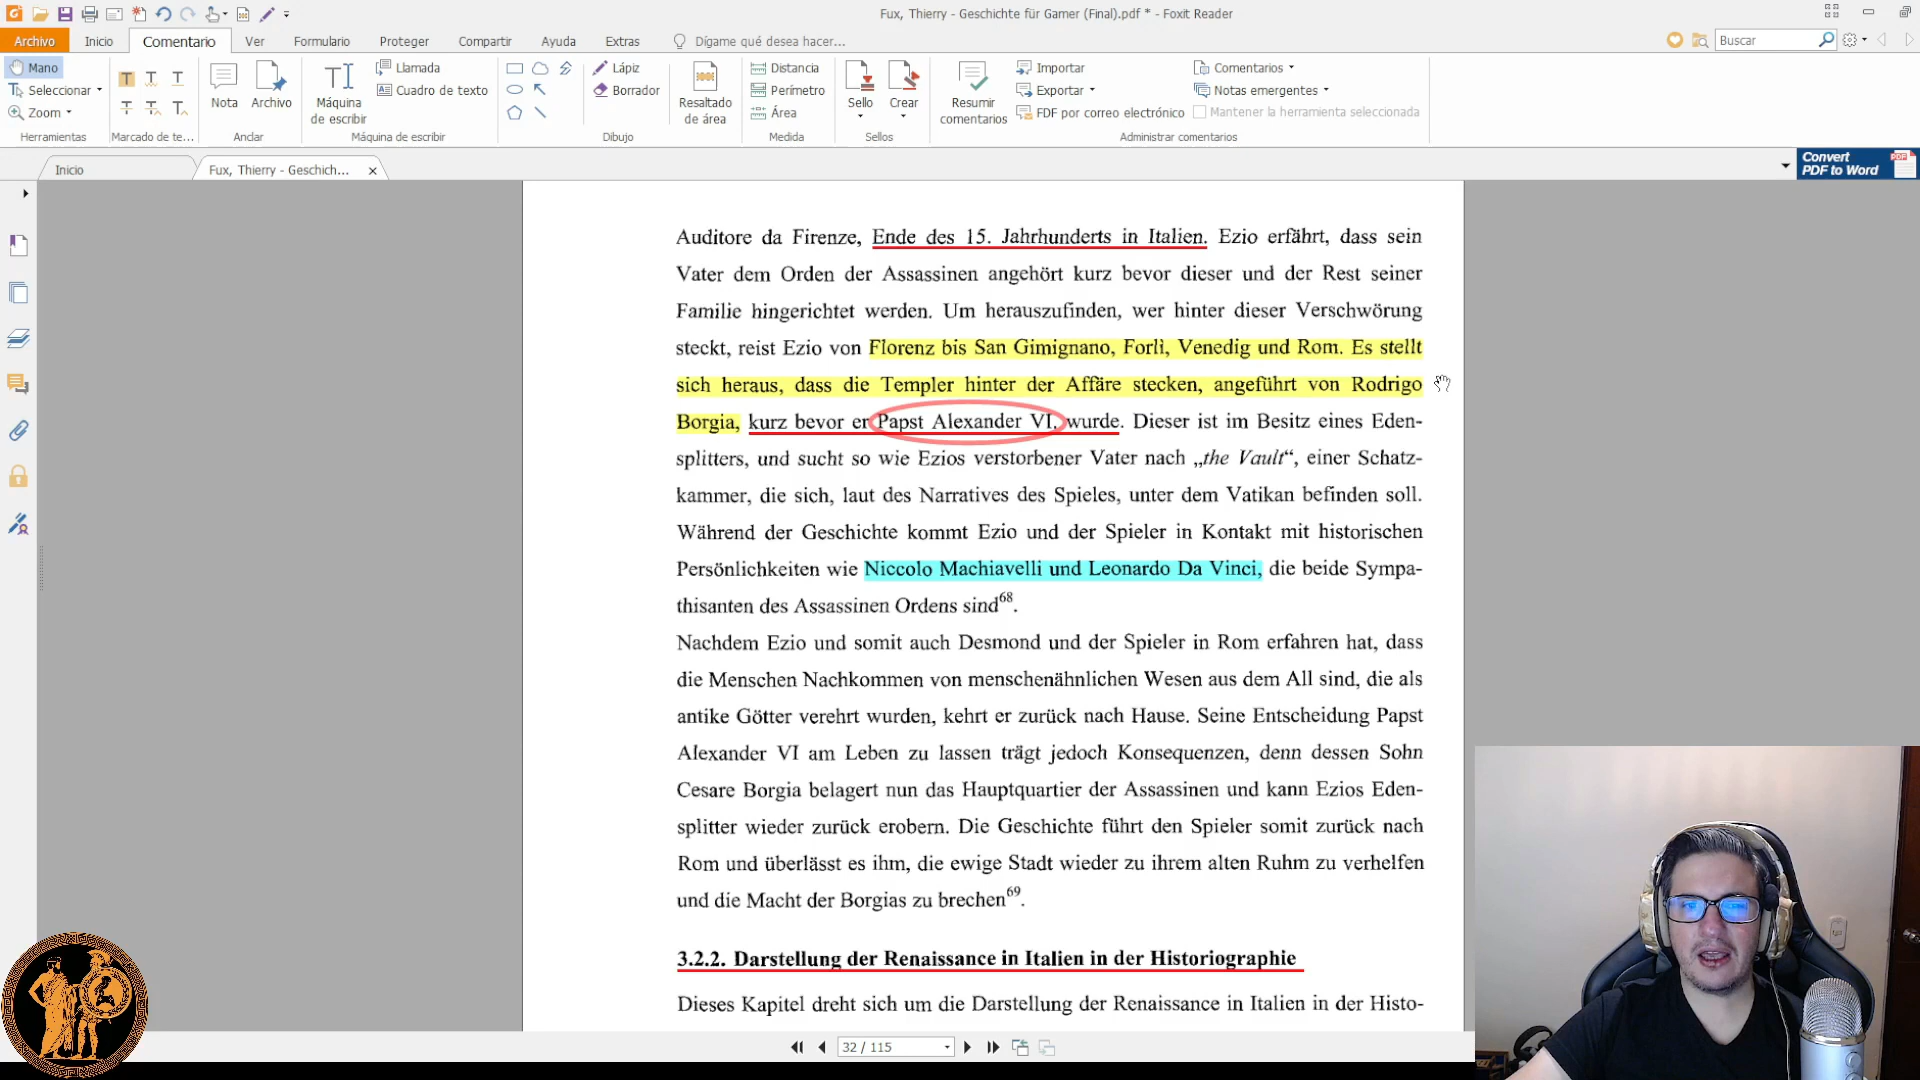 Fux, Thierry - Geschichte für Gamer (Final).pdf * - Foxit Reader
Archivo Inicio Comentario Ver Formulario Proteger Compartir Ayuda Extras Dígame qué desea hacer... Buscar
Mano
Seleccionar
Zoom
Herramientas
Marcado de te...
Nota
Archivo
Anclar
Máquina de escribir
Llamada
Cuadro de texto
Máquina de escribir
Lápiz
Borrador
Dibujo
Resaltado de área
Distancia
Perímetro
Área
Medida
Sello
Crear
Sellos
Resumir comentarios
Importar
Exportar
FDF por correo electrónico
Comentarios
Notas emergentes
Mantener la herramienta seleccionada
Administrar comentarios
Inicio
Fux, Thierry - Geschich...
Convert
PDF to Word
Auditore da Firenze, Ende des 15. Jahrhunderts in Italien. Ezio erfährt, dass sein
Vater dem Orden der Assassinen angehört kurz bevor dieser und der Rest seiner
Familie hingerichtet werden. Um herauszufinden, wer hinter dieser Verschwörung
steckt, reist Ezio von Florenz bis San Gimignano, Forli, Venedig und Rom. Es stellt
sich heraus, dass die Templer hinter der Affäre stecken, angeführt von Rodrigo
Borgia, kurz bevor er Papst Alexander VI. wurde. Dieser ist im Besitz eines Eden-
splitters, und sucht so wie Ezios verstorbener Vater nach „the Vault“, einer Schatz-
kammer, die sich, laut des Narratives des Spieles, unter dem Vatikan befinden soll.
Während der Geschichte kommt Ezio und der Spieler in Kontakt mit historischen
Persönlichkeiten wie Niccolo Machiavelli und Leonardo Da Vinci, die beide Sympa-
thisanten des Assassinen Ordens sind68.
Nachdem Ezio und somit auch Desmond und der Spieler in Rom erfahren hat, dass
die Menschen Nachkommen von menschenähnlichen Wesen aus dem All sind, die als
antike Götter verehrt wurden, kehrt er zurück nach Hause. Seine Entscheidung Papst
Alexander VI am Leben zu lassen trägt jedoch Konsequenzen, denn dessen Sohn
Cesare Borgia belagert nun das Hauptquartier der Assassinen und kann Ezios Eden-
splitter wieder zurück erobern. Die Geschichte führt den Spieler somit zurück nach
Rom und überlässt es ihm, die ewige Stadt wieder zu ihrem alten Ruhm zu verhelfen
und die Macht der Borgias zu brechen69.
3.2.2. Darstellung der Renaissance in Italien in der Historiographie
Dieses Kapitel dreht sich um die Darstellung der Renaissance in Italien in der Histo-
32 / 115